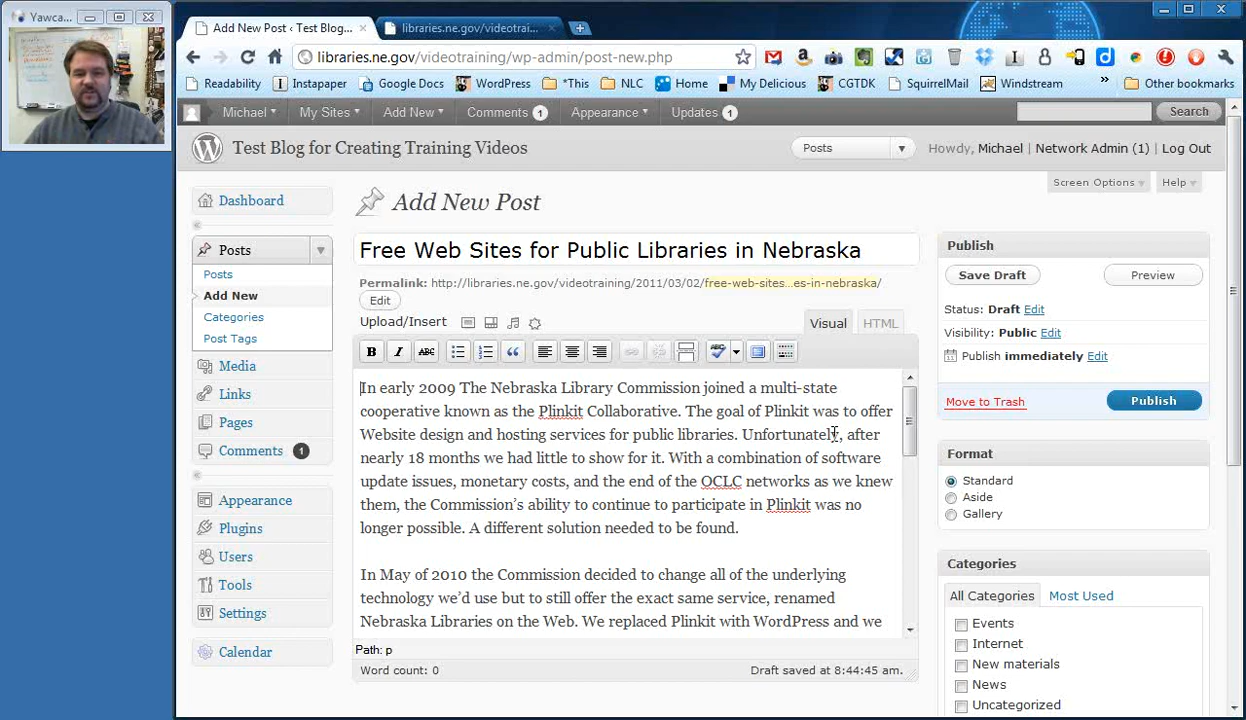 Yawca...
Add New Post ‹ Test Blog...
libraries.ne.gov/videotrai...
libraries.ne.gov/videotraining/wp-admin/post-new.php
Readability Instapaper Google Docs WordPress *This NLC Home My Delicious CGTDK SquirrelMail Windstream » Other bookmarks
Michael My Sites Add New Comments 1 Appearance Updates 1 Search
Test Blog for Creating Training Videos
Posts
Howdy, Michael | Network Admin (1) | Log Out
Screen Options Help
Dashboard
Posts
Posts
Add New
Categories
Post Tags
Media
Links
Pages
Comments 1
Appearance
Plugins
Users
Tools
Settings
Calendar
Add New Post
Free Web Sites for Public Libraries in Nebraska
Permalink: http://libraries.ne.gov/videotraining/2011/03/02/free-web-sites...es-in-nebraska/
Edit
Upload/Insert
Visual HTML
B I ABC
In early 2009 The Nebraska Library Commission joined a multi-state
cooperative known as the Plinkit Collaborative. The goal of Plinkit was to offer
Website design and hosting services for public libraries. Unfortunately, after
nearly 18 months we had little to show for it. With a combination of software
update issues, monetary costs, and the end of the OCLC networks as we knew
them, the Commission’s ability to continue to participate in Plinkit was no
longer possible. A different solution needed to be found.
In May of 2010 the Commission decided to change all of the underlying
technology we’d use but to still offer the exact same service, renamed
Nebraska Libraries on the Web. We replaced Plinkit with WordPress and we
Path: p
Word count: 0
Draft saved at 8:44:45 am.
Publish
Save Draft Preview
Status: Draft Edit
Visibility: Public Edit
Publish immediately Edit
Move to Trash Publish
Format
Standard
Aside
Gallery
Categories
All Categories Most Used
Events
Internet
New materials
News
Uncategorized